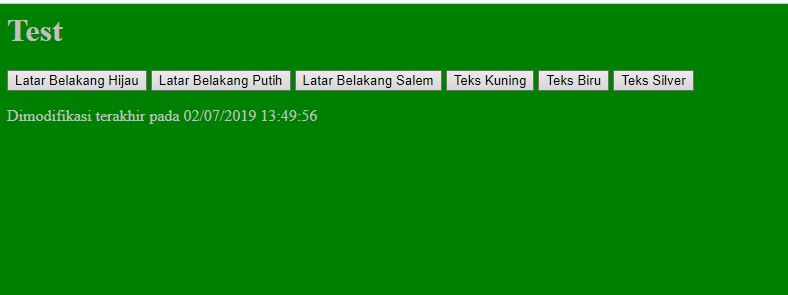 Test
Latar Belakang Hijau Latar Belakang Putih Latar Belakang Salem Teks Kuning Teks Biru Teks Silver
Dimodifikasi terakhir pada 02/07/2019 13:49:56